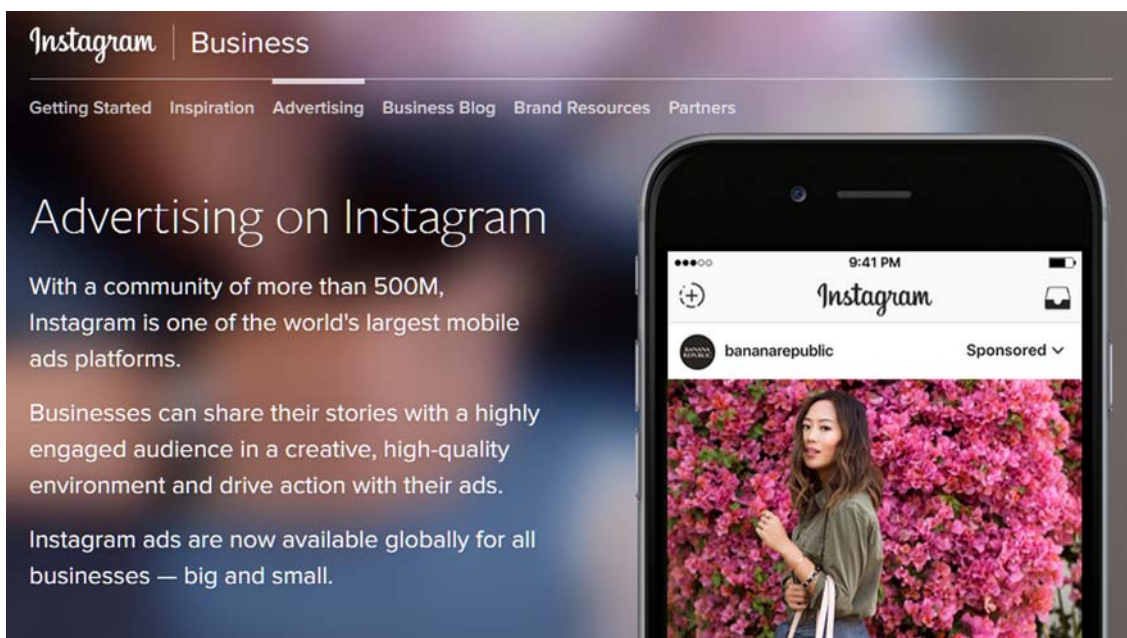 Instagram Business
Getting Started Inspiration Advertising Business Blog Brand Resources Partners
Advertising on Instagram
With a community of more than 500M,
Instagram is one of the world's largest mobile
ads platforms.
Businesses can share their stories with a highly
engaged audience in a creative, high-quality
environment and drive action with their ads.
Instagram ads are now available globally for all
businesses — big and small.
9:41 PM
Instagram
BANANA
REPUBLIC
bananarepublic Sponsored